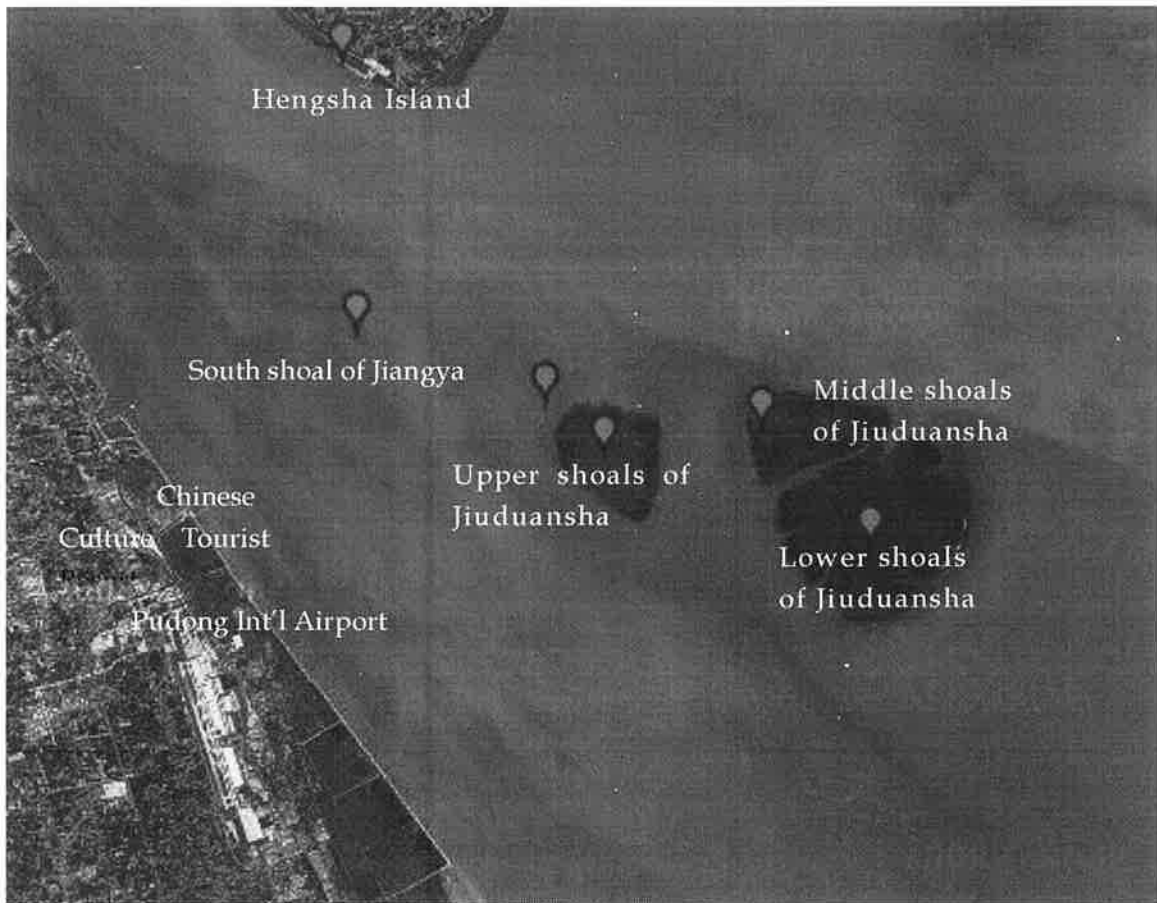 Hengsha Island
South shoal of Jiangya
Middle shoals
of Jiuduansha
Upper shoals of
Jiuduansha
Chinese
Culture Tourist
Lower shoals
of Jiuduansha
Pudong Int'l Airport